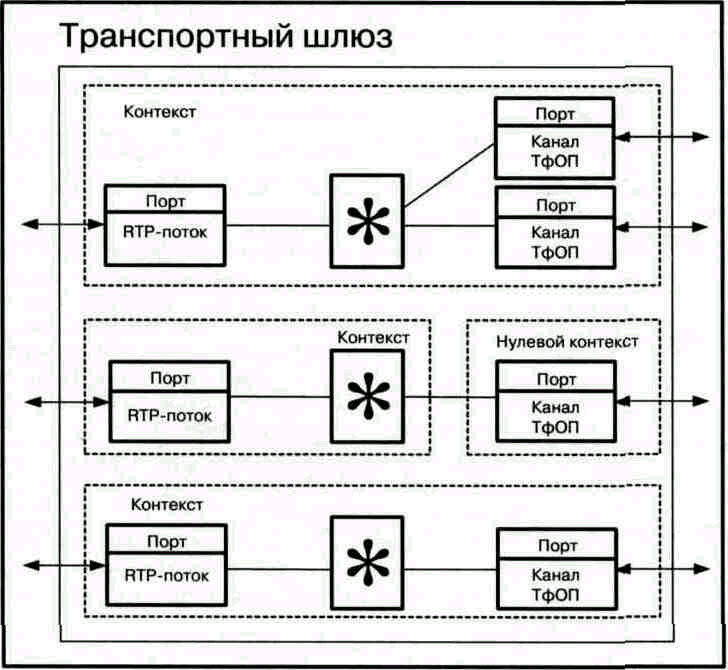 Транспортный шлюз
Контекст
Порт
Канал
ТфОП
Порт
RTP-поток
*
Порт
Канал
ТфОП
Контекст
Нулевой контекст
Порт
RTP-поток
*
Порт
Канал
ТфОП
Контекст
Порт
RTP-поток
*
Порт
Канал
ТфОП